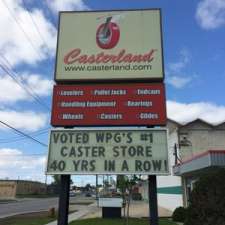 Casterland
www.casterland.com
Levelers Pallet Jacks Endcaps
Handling Equipment Bearings
Wheels Casters Glides
VOTED WPG'S #1
CASTER STORE
40 YRS IN A ROW!